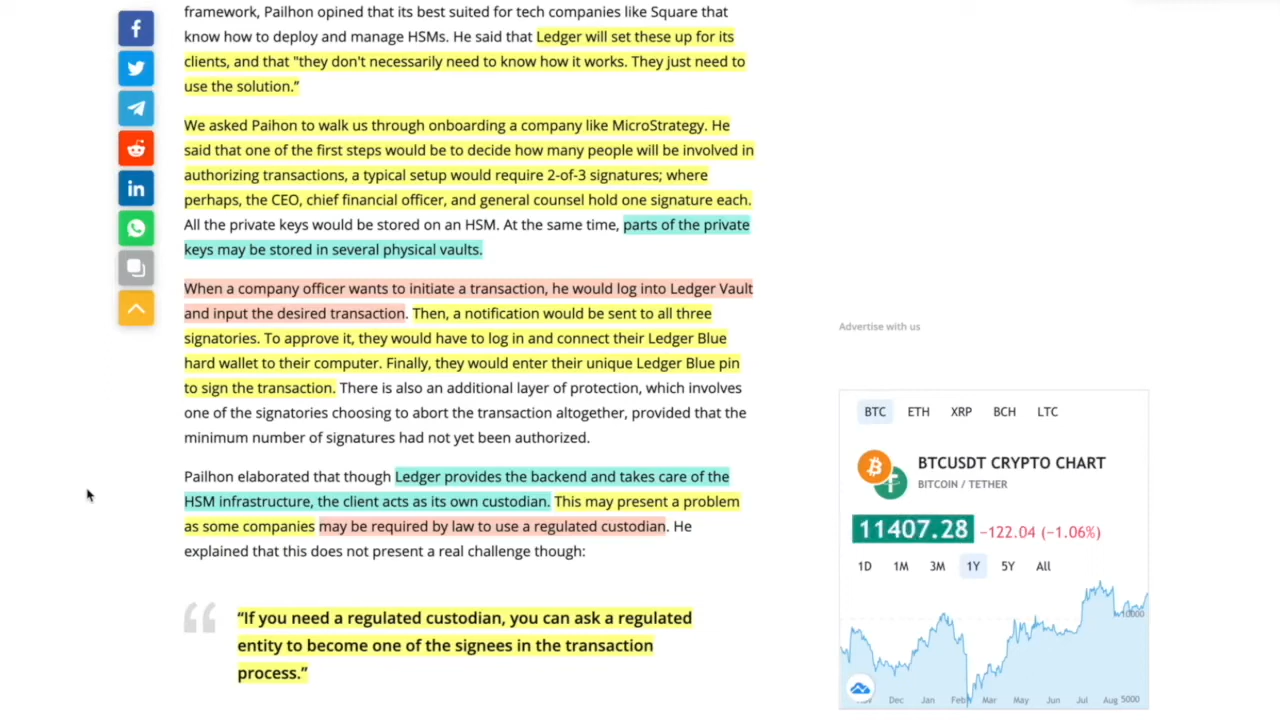 framework, Pailhon opined that its best suited for tech companies like Square that
know how to deploy and manage HSMs. He said that Ledger will set these up for its
clients, and that "they don't necessarily need to know how it works. They just need to
use the solution."
We asked Paihon to walk us through onboarding a company like MicroStrategy. He
said that one of the first steps would be to decide how many people will be involved in
authorizing transactions, a typical setup would require 2-of-3 signatures; where
perhaps, the CEO, chief financial officer, and general counsel hold one signature each.
All the private keys would be stored on an HSM. At the same time, parts of the private
keys may be stored in several physical vaults.
When a company officer wants to initiate a transaction, he would log into Ledger Vault
and input the desired transaction. Then, a notification would be sent to all three
signatories. To approve it, they would have to log in and connect their Ledger Blue
hard wallet to their computer. Finally, they would enter their unique Ledger Blue pin
to sign the transaction. There is also an additional layer of protection, which involves
one of the signatories choosing to abort the transaction altogether, provided that the
minimum number of signatures had not yet been authorized.
Pailhon elaborated that though Ledger provides the backend and takes care of the
HSM infrastructure, the client acts as its own custodian. This may present a problem
as some companies may be required by law to use a regulated custodian. He
explained that this does not present a real challenge though:
“If you need a regulated custodian, you can ask a regulated
entity to become one of the signees in the transaction
process.”
Advertise with us
BTC ETH XRP BCH LTC
BTCUSDT CRYPTO CHART
BITCOIN / TETHER
11407.28 −122.04 (−1.06%)
1D 1M 3M 1Y 5Y All
10000
Dec Jan Feb Mar May Jun Jul Aug 5000